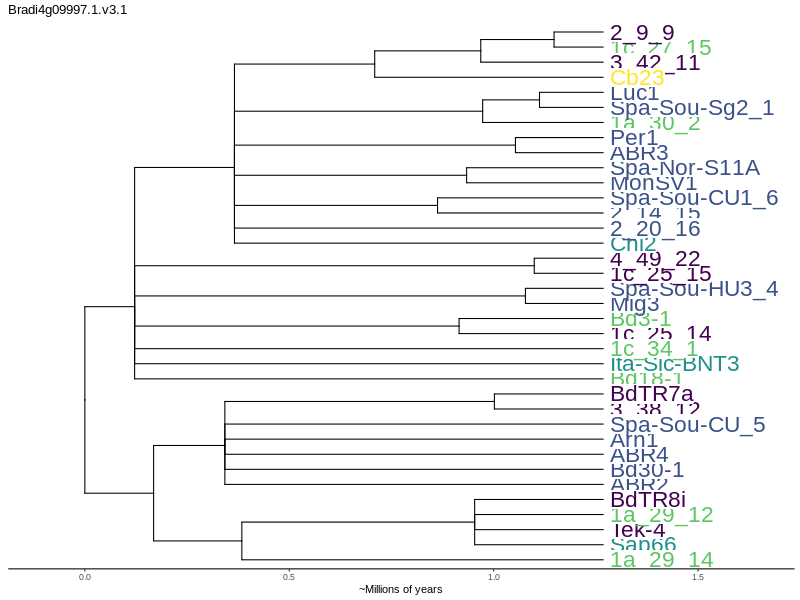 Bradi4g09997.1.v3.1
2_9_9
1c_27_15
3_42_11
Cb23
Luc1
Spa-Sou-Sg2_1
1a_30_2
Per1
ABR3
Spa-Nor-S11A
MonSV1
Spa-Sou-CU1_6
2_14_15
2_20_16
Chi2
4_49_22
1c_25_15
Spa-Sou-HU3_4
Mig3
Bd3-1
1c_25_14
1c_34_1
Ita-Sic-BNT3
Bd18-1
BdTR7a
3_38_12
Spa-Sou-CU_5
Arn1
ABR4
Bd30-1
ABR2
BdTR8i
1a_29_12
Tek-4
Sap66
1a_29_14
0.0 0.5 1.0 1.5
~Millions of years